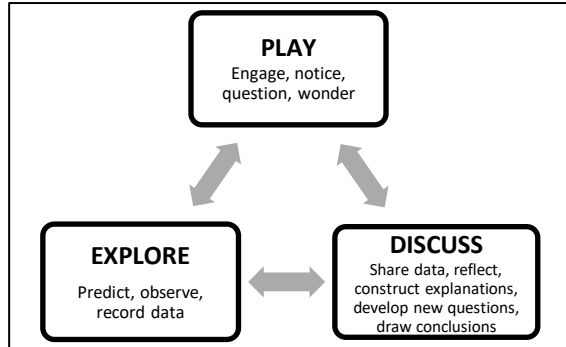 PLAY
Engage, notice,
question, wonder
EXPLORE
Predict, observe,
record data
DISCUSS
Share data, reflect,
construct explanations,
develop new questions,
draw conclusions